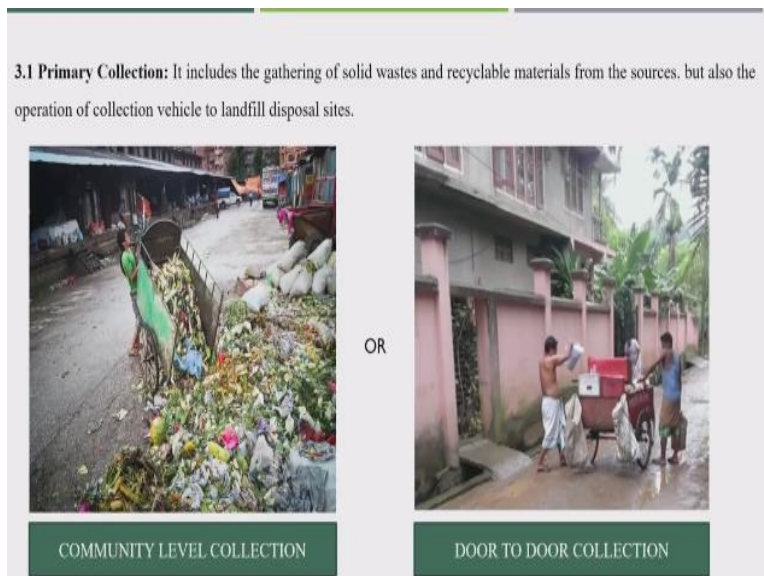 3.1 Primary Collection: It includes the gathering of solid wastes and recyclable materials from the sources. but also the
operation of collection vehicle to landfill disposal sites.
OR
COMMUNITY LEVEL COLLECTION
DOOR TO DOOR COLLECTION